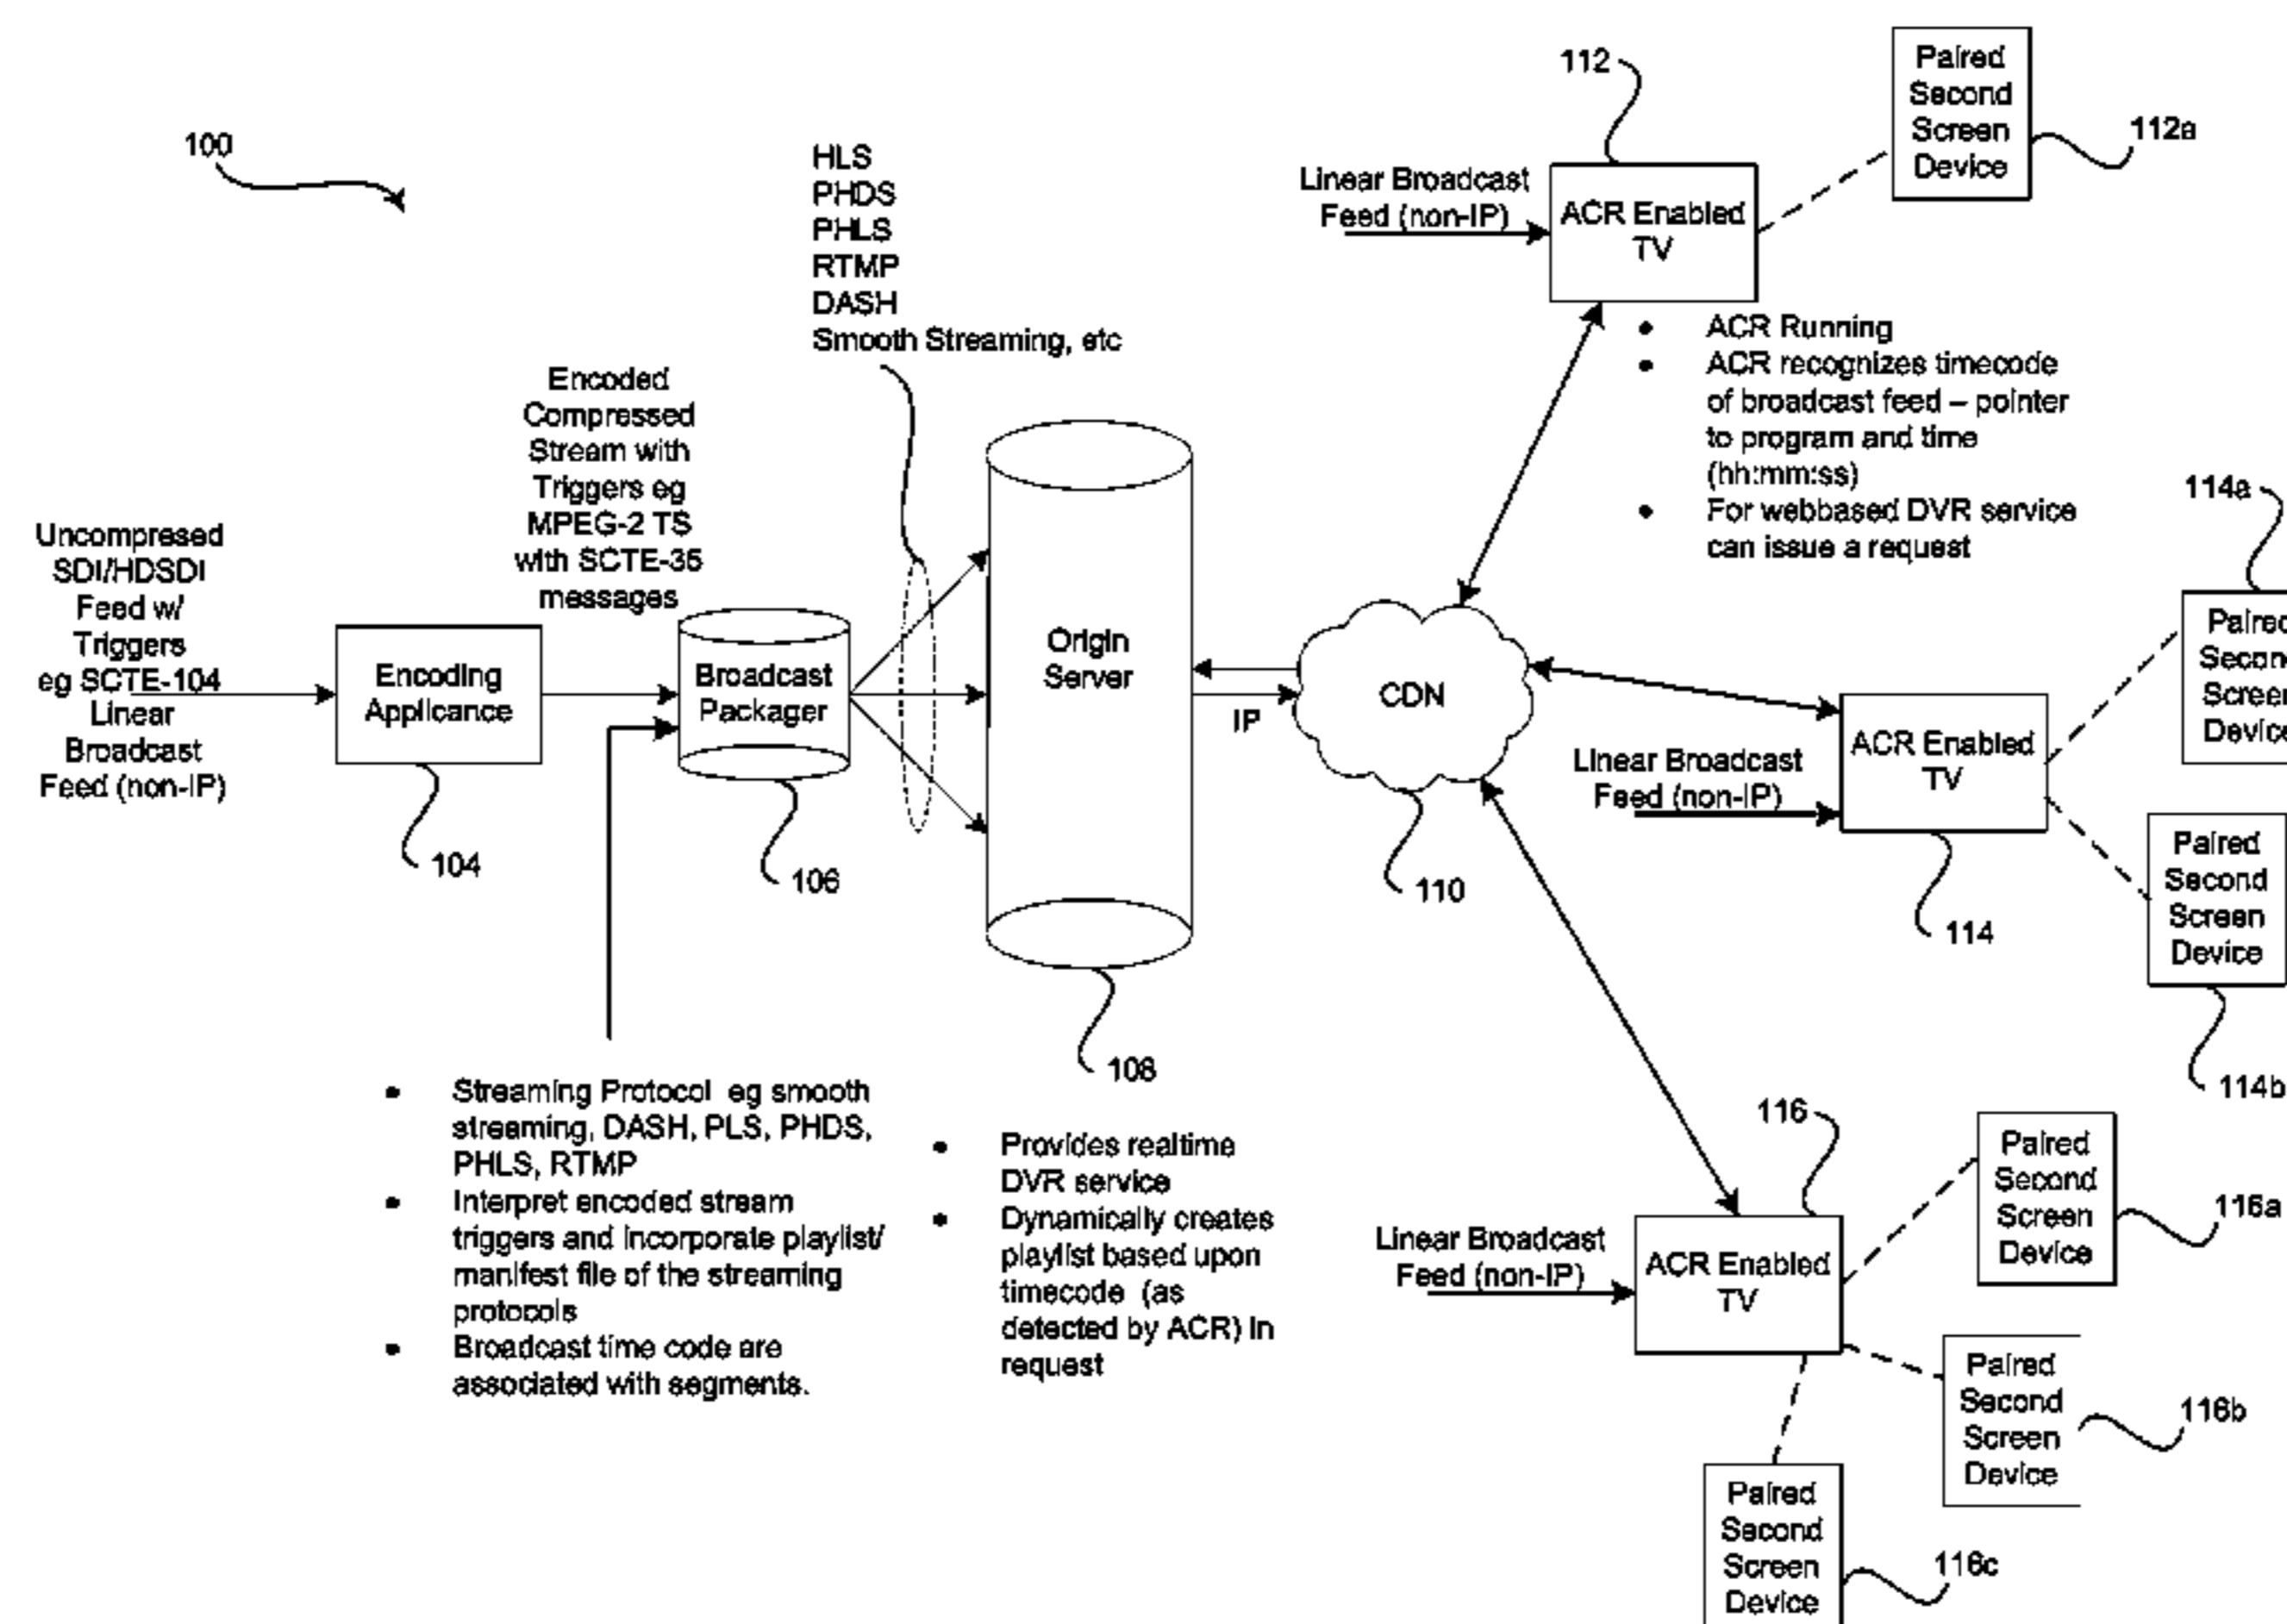 100
HLS
PHDS
PHLS
RTMP
DASH
Smooth Streaming, etc
Encoded
Compressed
Stream with
Triggers eg
MPEG-2 TS
with SCTE-35
messages
Uncompresed
SDI/HDSDI
Feed w/
Triggers
eg SCTE-104
Linear
Broadcast
Feed (non-IP)
Encoding
Applicance
104
Broadcast
Packager
106
Origin
Server
108
IP
CDN
110
112
Linear Broadcast
Feed (non-IP)
ACR Enabled
TV
Paired
Second
Screen
Device
112a
• ACR Running
• ACR recognizes timecode
of broadcast feed – pointer
to program and time
(hh:mm:ss)
• For webbased DVR service
can issue a request
114a
Paired
Second
Screen
Device
Linear Broadcast
Feed (non-IP)
ACR Enabled
TV
114
Paired
Second
Screen
Device
114b
• Streaming Protocol eg smooth
streaming, DASH, PLS, PHDS,
PHLS, RTMP
• Interpret encoded stream
triggers and incorporate playlist/
manifest file of the streaming
protocols
• Broadcast time code are
associated with segments.
• Provides realtime
DVR service
• Dynamically creates
playlist based upon
timecode (as
detected by ACR) in
request
116
Linear Broadcast
Feed (non-IP)
ACR Enabled
TV
Paired
Second
Screen
Device
116a
Paired
Second
Screen
Device
116b
Paired
Second
Screen
Device
116c